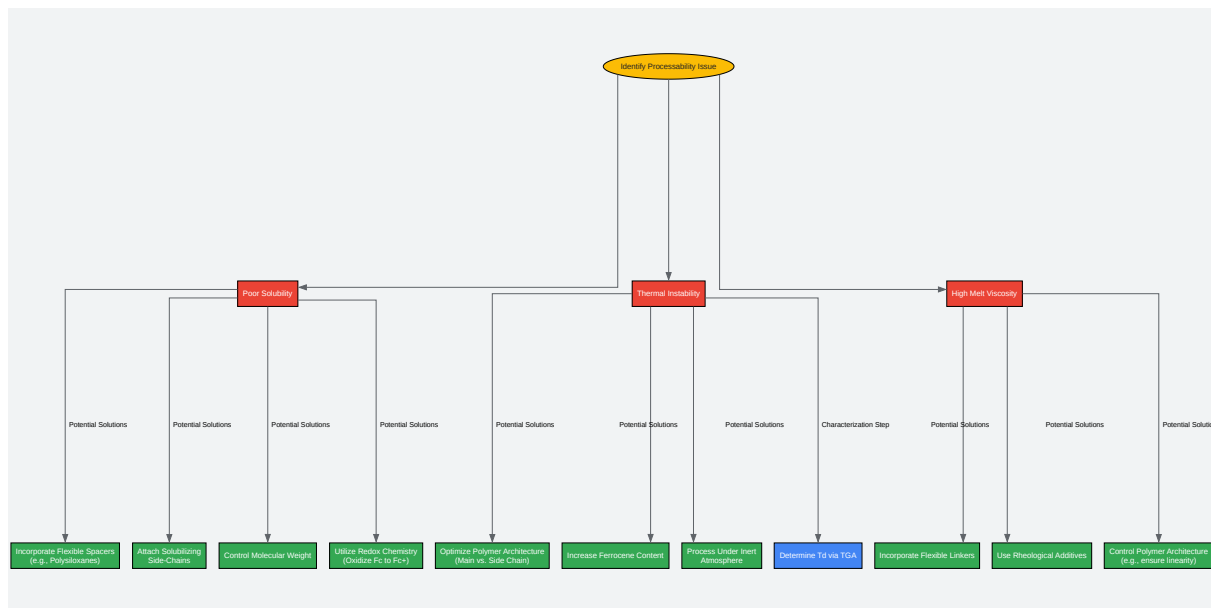 Identify Processability Issue
Poor Solubility
Thermal Instability
High Melt Viscosity
Potential Solutions
Potential Solutions
Potential Solutions
Potential Solutions
Potential Solutions
Potential Solutions
Potential Solutions
Characterization Step
Potential Solutions
Potential Solutions
Potential
Incorporate Flexible Spacers
(e.g., Polysiloxanes)
Attach Solubilizing
Side-Chains
Control Molecular Weight
Utilize Redox Chemistry
(Oxidize Fc to Fc+)
Optimize Polymer Architecture
(Main vs. Side Chain)
Increase Ferrocene Content
Process Under Inert
Atmosphere
Determine Td via TGA
Incorporate Flexible Linkers
Use Rheological Additives
Control Polymer Architecture
(e.g., ensure linearity)